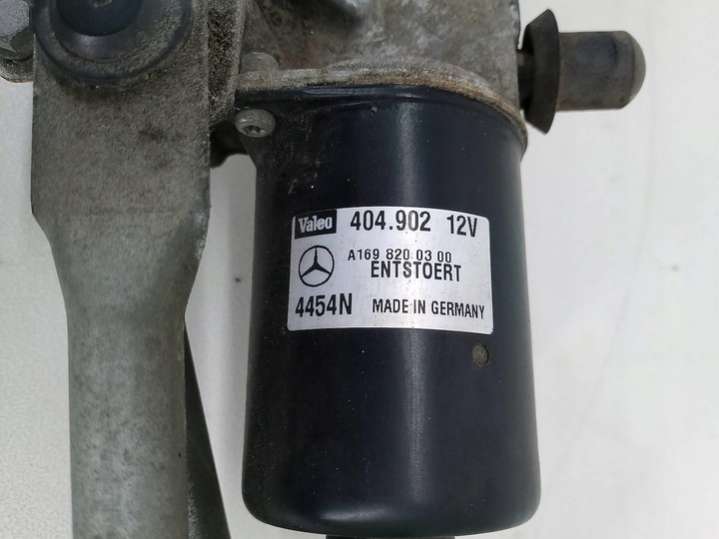 Valeo 404.902 12V
A169 820 03 00
ENTSTOERT
4454N MADE IN GERMANY